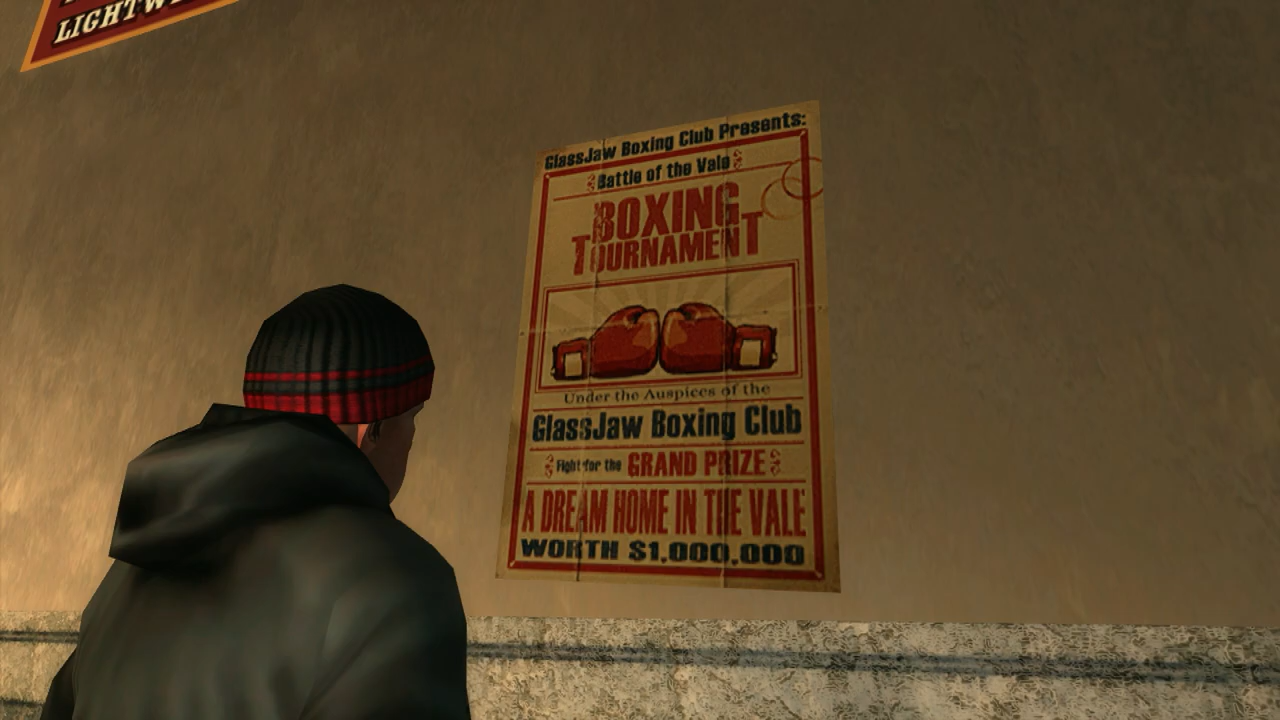 LIGHTW
GlassJaw Boxing Club Presents:
Battle of the Vale
BOXING
TOURNAMENT
Under the Auspices of the
GlassJaw Boxing Club
Fight for the GRAND PRIZE
A DREAM HOME IN THE VALE
WORTH $1,000,000